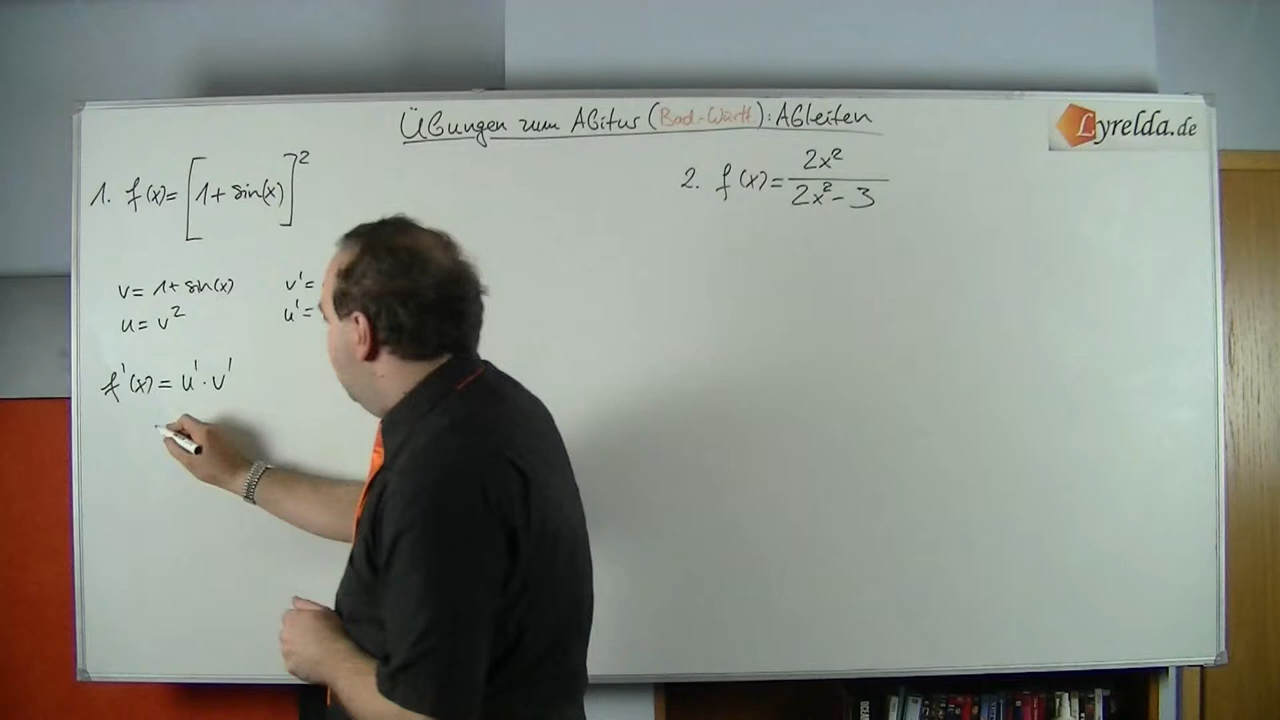 Übungen zum Abitur (Bad-Württ.): Ableiten
Lyrelda.de
1. f(x)= [1+ sin(x)]²
v= 1+ sin(x) v'=
u= v² u'=
f'(x)= u'·v'
2. f(x)= 2x² / 2x²-3